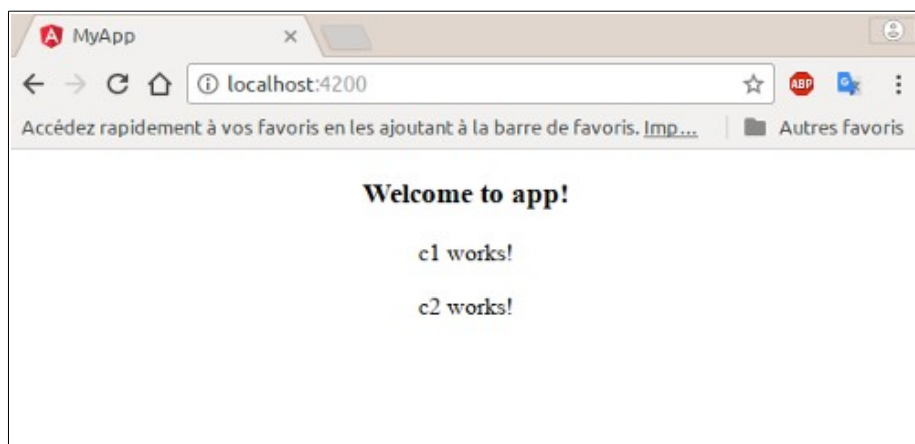 MyApp
localhost:4200
ABP
Accédez rapidement à vos favoris en les ajoutant à la barre de favoris. Imp... Autres favoris
Welcome to app!
c1 works!
c2 works!